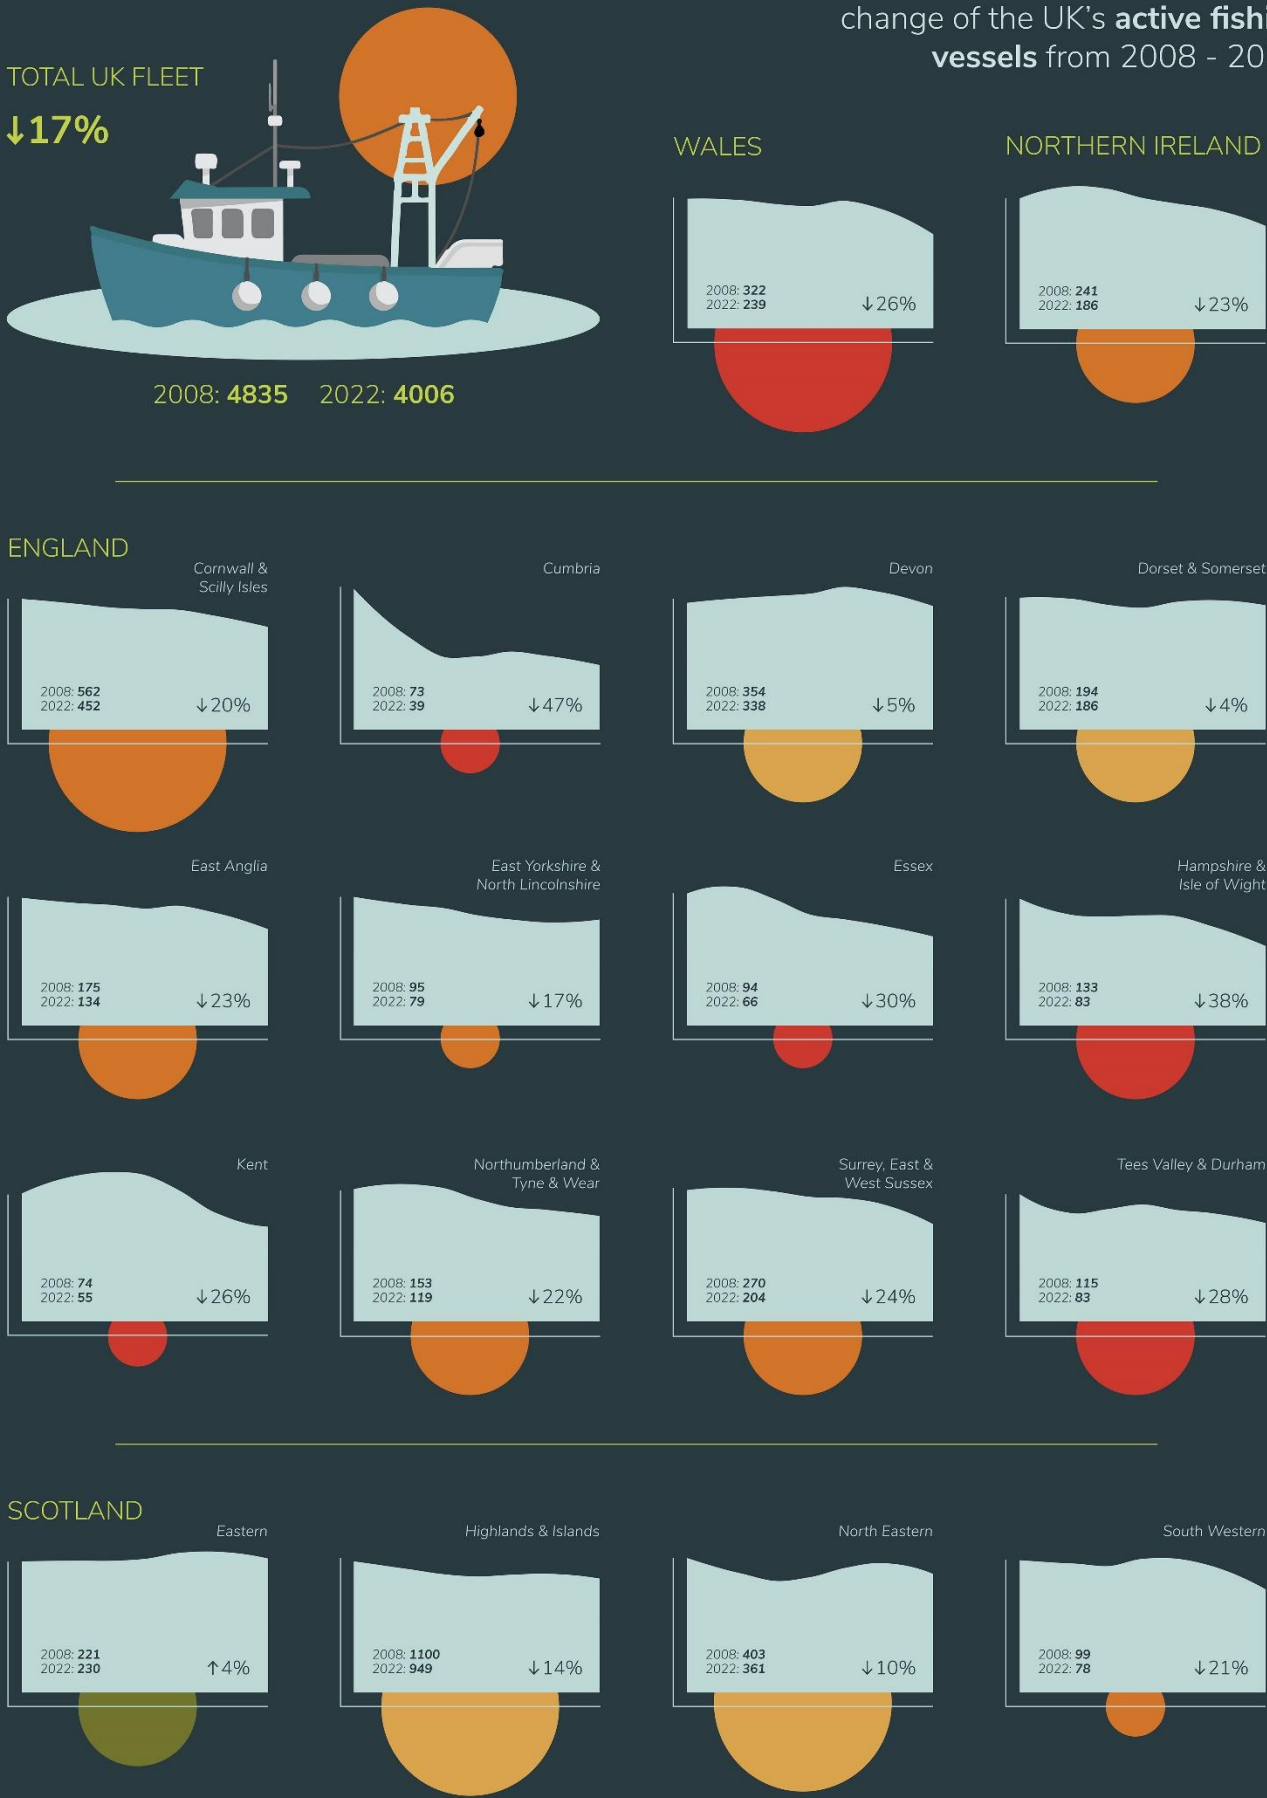 change of the UK's active fishi
vessels from 2008 - 20
TOTAL UK FLEET
↓17%
2008: 4835 2022: 4006
WALES
2008: 322
2022: 239
↓26%
NORTHERN IRELAND
2008: 241
2022: 186
↓23%
ENGLAND
Cornwall &
Scilly Isles
2008: 562
2022: 452
↓20%
Cumbria
2008: 73
2022: 39
↓47%
Devon
2008: 354
2022: 338
↓5%
Dorset & Somerset
2008: 194
2022: 186
↓4%
East Anglia
2008: 175
2022: 134
↓23%
East Yorkshire &
North Lincolnshire
2008: 95
2022: 79
↓17%
Essex
2008: 94
2022: 66
↓30%
Hampshire &
Isle of Wight
2008: 133
2022: 83
↓38%
Kent
2008: 74
2022: 55
↓26%
Northumberland &
Tyne & Wear
2008: 153
2022: 119
↓22%
Surrey, East &
West Sussex
2008: 270
2022: 204
↓24%
Tees Valley & Durham
2008: 115
2022: 83
↓28%
SCOTLAND
Eastern
2008: 221
2022: 230
↑4%
Highlands & Islands
2008: 1100
2022: 949
↓14%
North Eastern
2008: 403
2022: 361
↓10%
South Western
2008: 99
2022: 78
↓21%